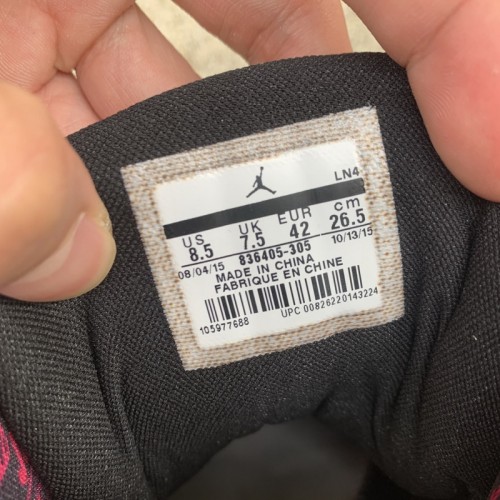 LN4
US UK EUR cm
8.5 7.5 42 26.5
08/04/15 836405-305 10/13/15
MADE IN CHINA
FABRIQUE EN CHINE
105977688 UPC 00826220143224